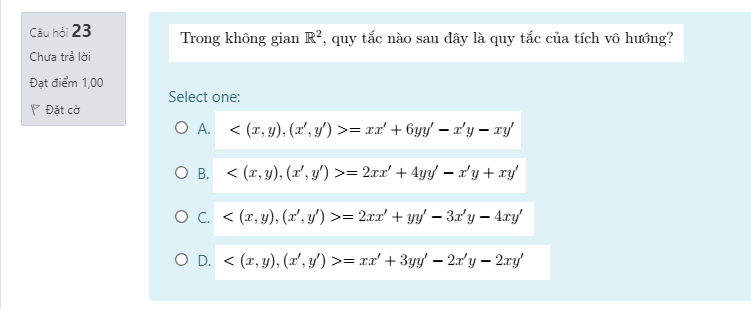 Câu hỏi 23
Chưa trả lời
Đạt điểm 1,00
Đặt cờ
Trong không gian ℝ², quy tắc nào sau đây là quy tắc của tích vô hướng?
Select one:
A. < (x, y), (x′, y′) >= xx′ + 6yy′ − x′y − xy′
B. < (x, y), (x′, y′) >= 2xx′ + 4yy′ − x′y + xy′
C. < (x, y), (x′, y′) >= 2xx′ + yy′ − 3x′y − 4xy′
D. < (x, y), (x′, y′) >= xx′ + 3yy′ − 2x′y − 2xy′